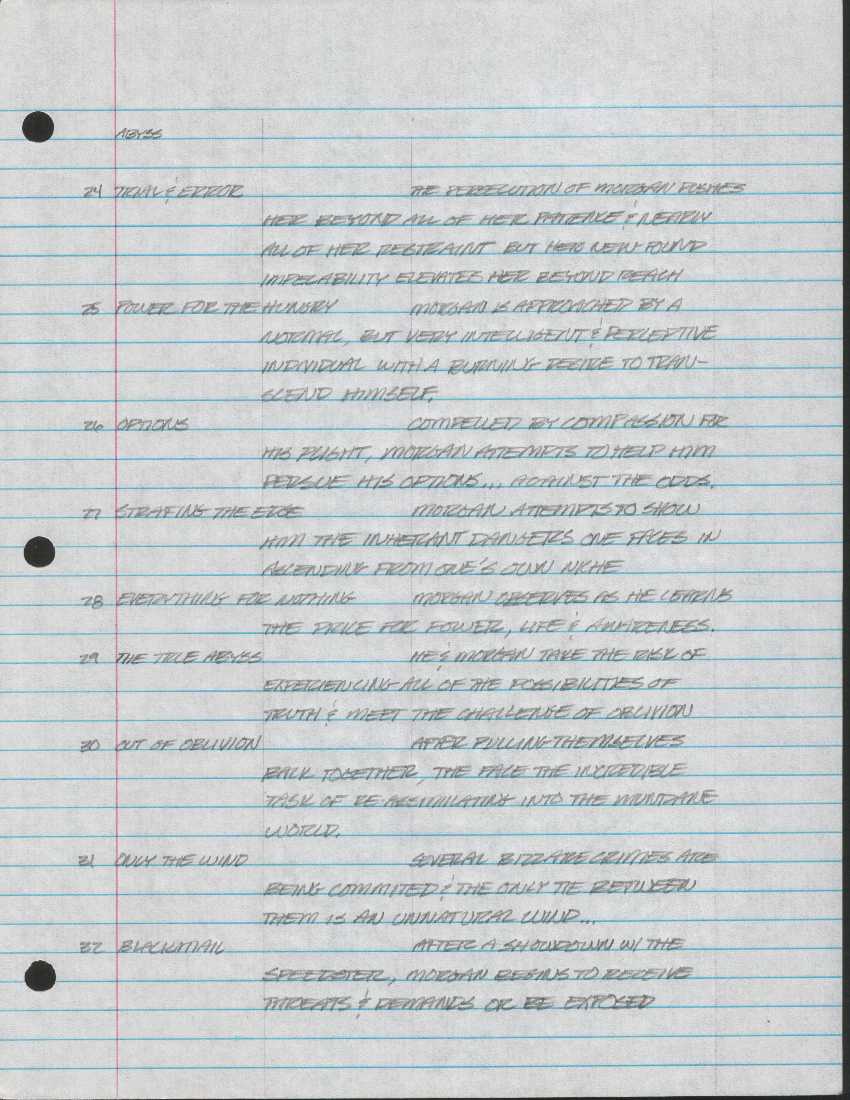 ABYSS
24 TRIAL & ERROR THE PERSECUTION OF MORGAN PUSHES
HER BEYOND ALL OF HER PATIENCE & NEARLY
ALL OF HER RESTRAINT BUT HER NEW FOUND
IMPECABILITY ELEVATES HER BEYOND REACH
25 POWER FOR THE HUNGRY MORGAN IS APPROACHED BY A
NORMAL, BUT VERY INTELLIGENT & PERCEPTIVE
INDIVIDUAL WITH A BURNING DESIRE TO TRAN-
SCEND HIMSELF.
26 OPTIONS COMPELLED BY COMPASSION FOR
HIS PLIGHT, MORGAN ATTEMPTS TO HELP HIM
PERSUE HIS OPTIONS... AGAINST THE ODDS.
27 STRAFING THE EDGE MORGAN ATTEMPTS TO SHOW
HIM THE INHERANT DANGERS ONE FACES IN
ASCENDING FROM ONE'S OWN NICHE
28 EVERYTHING FOR NOTHING MORGAN OBSERVES AS HE LEARNS
THE PRICE FOR POWER, LIFE & AWARENESS.
29 THE TRUE ABYSS HE & MORGAN TAKE THE RISK OF
EXPERIENCING ALL OF THE POSSIBILITIES OF
TRUTH & MEET THE CHALLENGE OF OBLIVION
30 OUT OF OBLIVION AFTER PULLING THEMSELVES
BACK TOGETHER, THE FACE THE INCREDIBLE
TASK OF RE ASSIMILATING INTO THE MUNDANE
WORLD.
31 ONLY THE WIND SEVERAL BIZZARE CRIMES ARE
BEING COMMITED & THE ONLY TIE BETWEEN
THEM IS AN UNNATURAL WIND...
32 BLACKMAIL AFTER A SHOWDOWN W/ THE
SPEEDSTER, MORGAN BEGINS TO RECEIVE
THREATS & DEMANDS OR BE EXPOSED